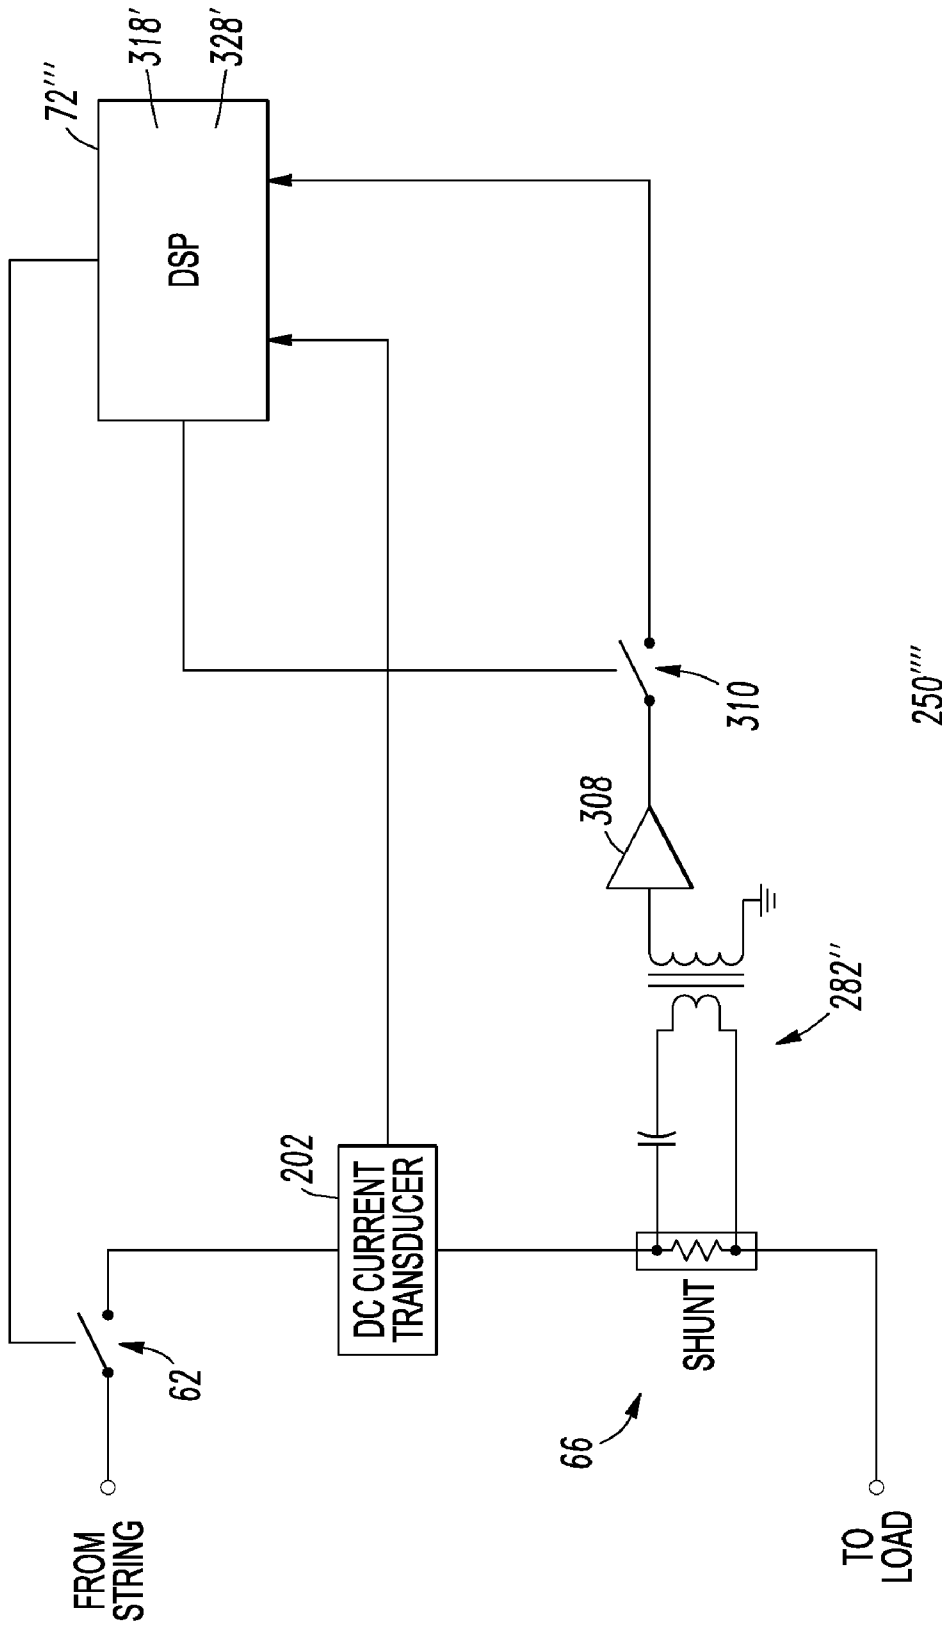 FROM
STRING
62
202
DC CURRENT
TRANSDUCER
72'''
DSP
318'
328'
66
SHUNT
TO
LOAD
282''
308
310
250''''